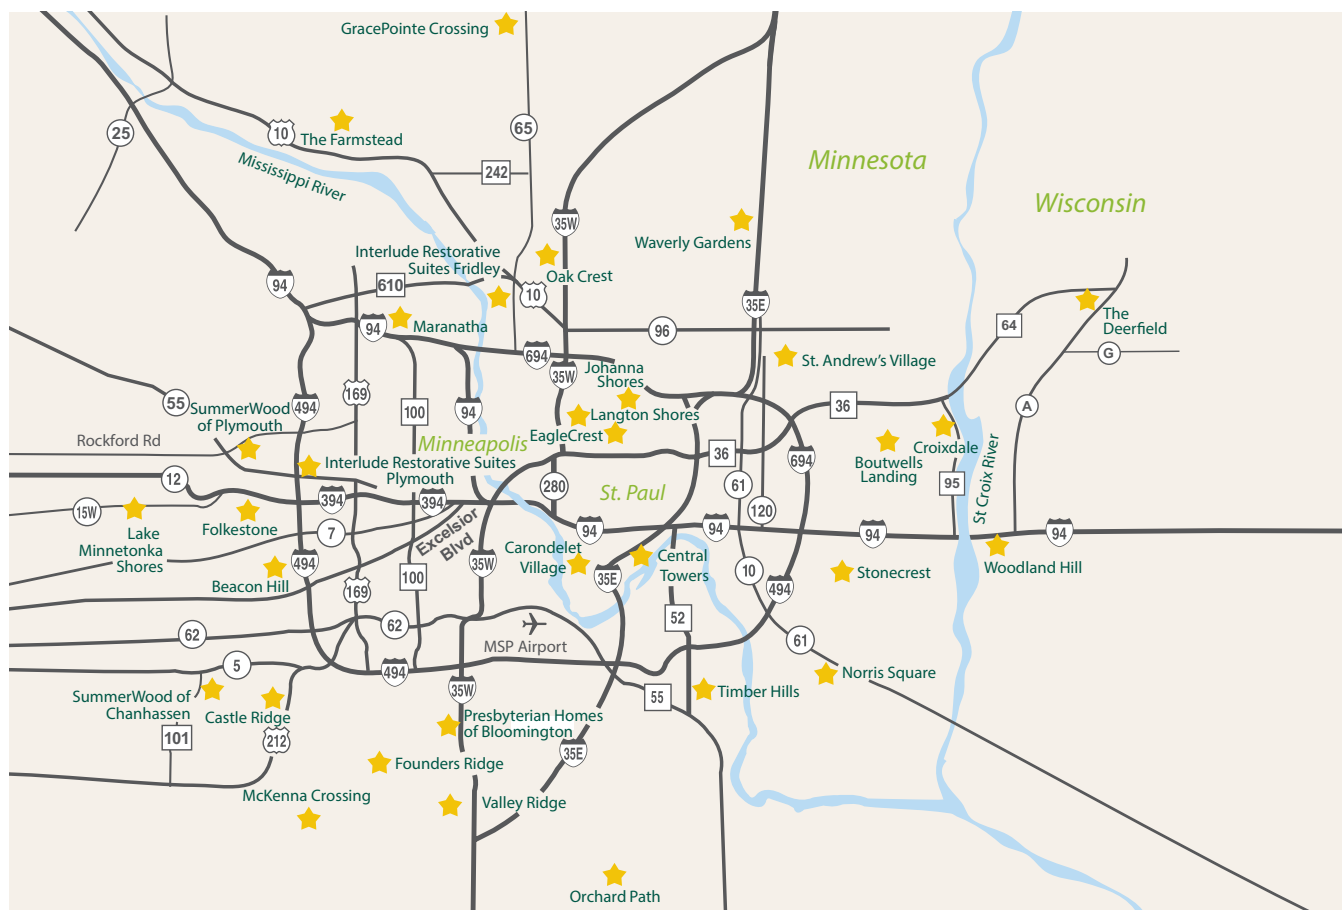 GracePointe Crossing
25
10
The Farmstead
65
Mississippi River
242
Minnesota
Wisconsin
35W
Waverly Gardens
Interlude Restorative
Suites Fridley
Oak Crest
94
610
10
35E
94
Maranatha
96
64
The
Deerfield
694
G
Johanna
Shores
St. Andrew's Village
35W
169
55
SummerWood
of Plymouth
494
100
94
Langton Shores
36
A
Rockford Rd
Minneapolis
EagleCrest
Croixdale
36
694
Boutwells
Landing
Interlude Restorative Suites
Plymouth
12
394
394
280
St. Paul
61
95
St Croix River
15W
Lake
Minnetonka
Shores
Folkestone
7
Excelsior
Blvd
120
94
94
94
94
Carondelet
Village
Central
Towers
Woodland Hill
494
35W
Beacon Hill
100
35E
10
Stonecrest
169
494
62
62
52
61
MSP Airport
5
494
35W
55
Norris Square
SummerWood of
Chanhassen
Castle Ridge
Timber Hills
101
212
Presbyterian Homes
of Bloomington
35E
Founders Ridge
McKenna Crossing
Valley Ridge
Orchard Path